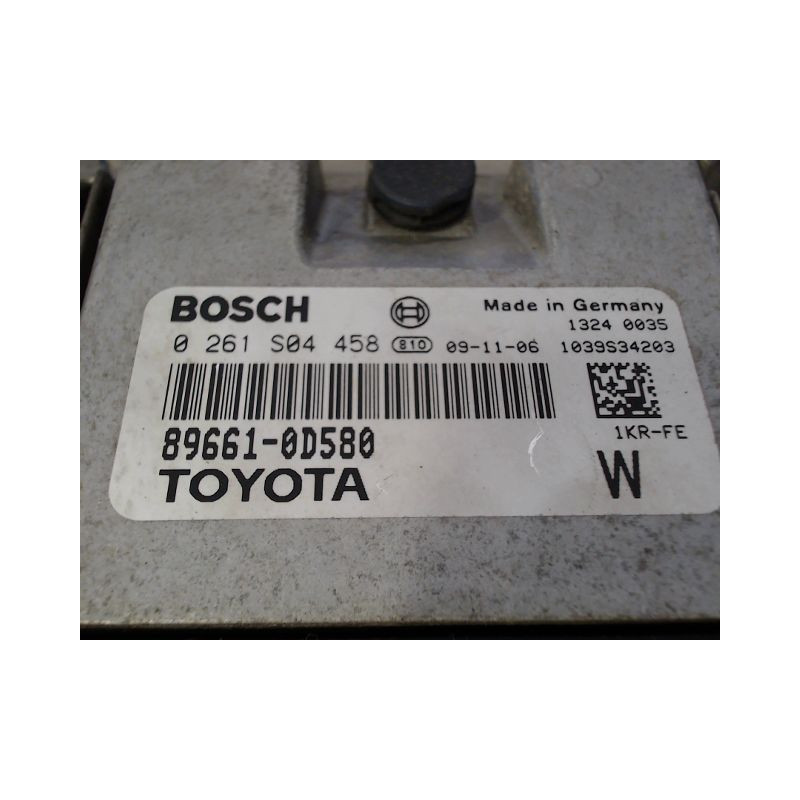 BOSCH
Made in Germany
1324 0035
0 261 S04 458 810 09-11-06 1039S34203
89661-0D580
1KR-FE
TOYOTA
W